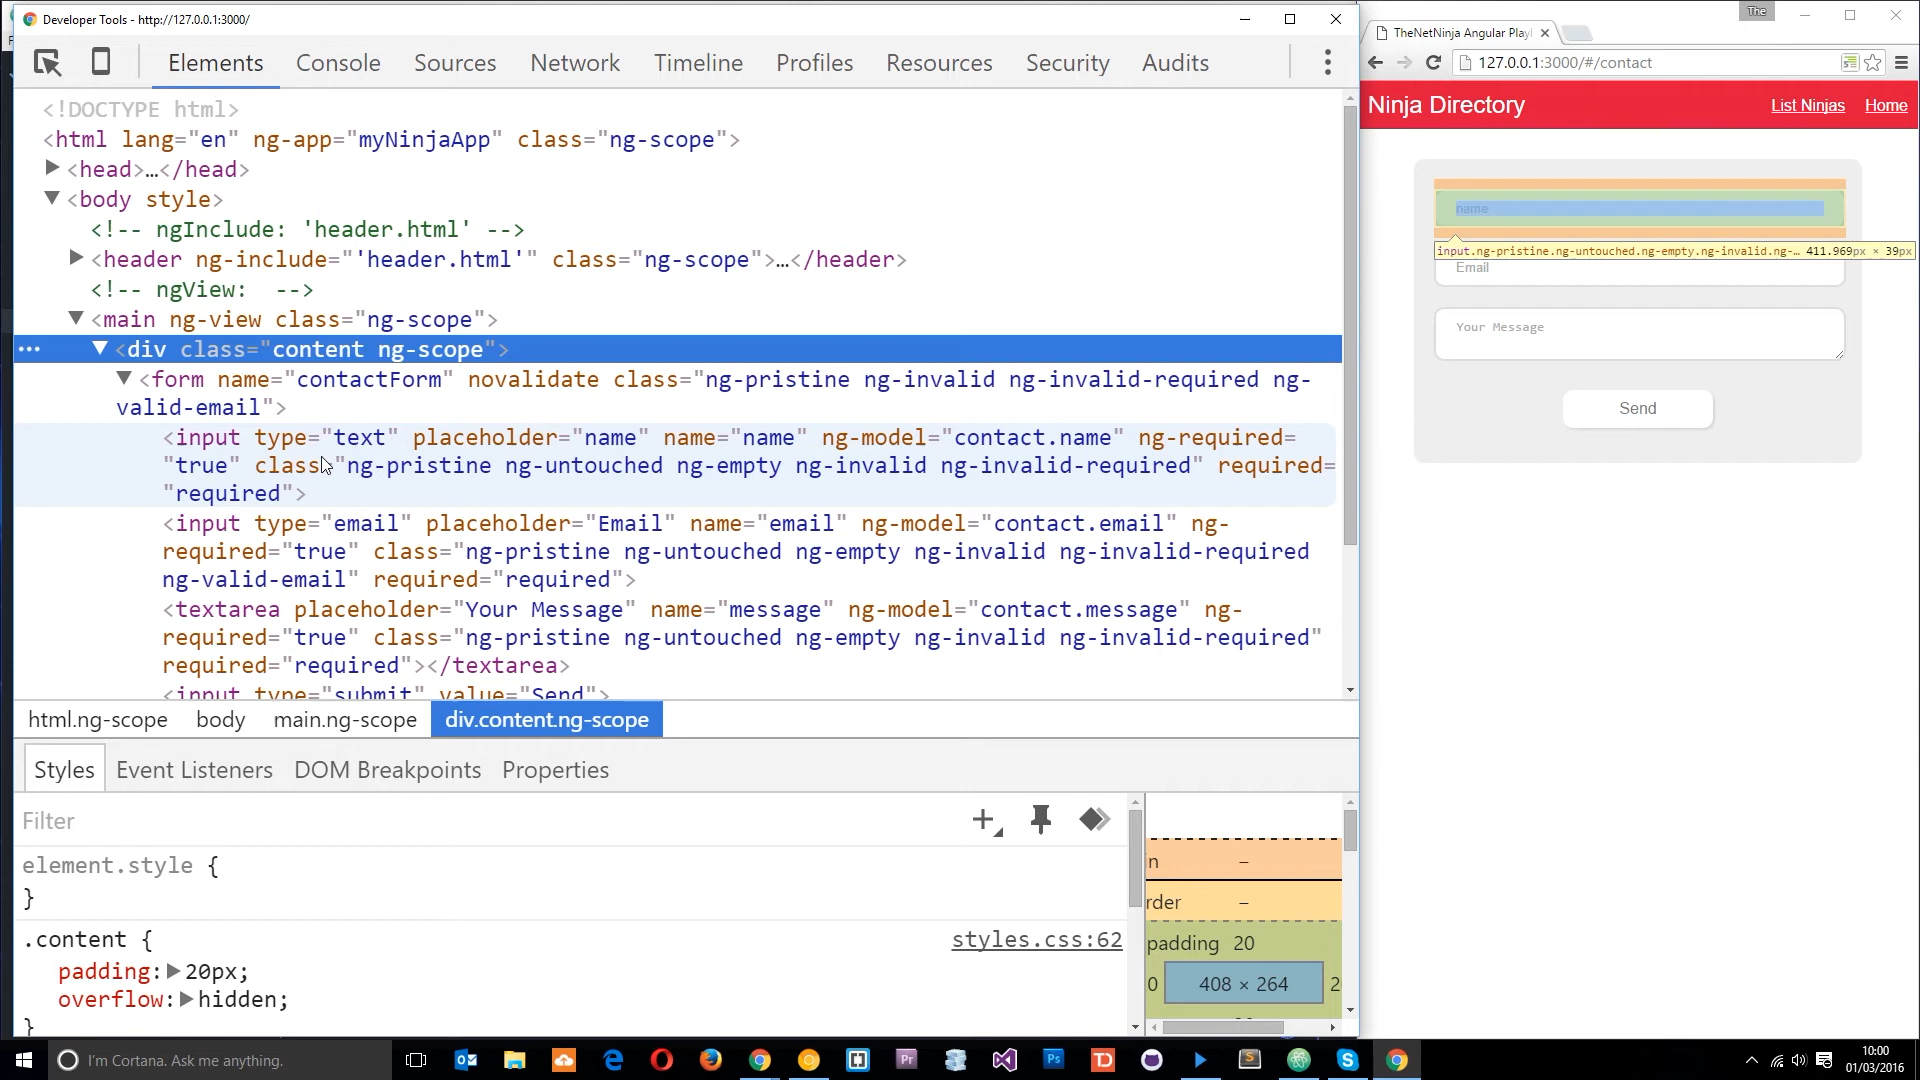 Developer Tools - http://127.0.0.1:3000/
Elements Console Sources Network Timeline Profiles Resources Security Audits
<!DOCTYPE html>
<html lang="en" ng-app="myNinjaApp" class="ng-scope">
<head>…</head>
<body style>
<!-- ngInclude: 'header.html' -->
<header ng-include="'header.html'" class="ng-scope">…</header>
<!-- ngView:  -->
<main ng-view class="ng-scope">
<div class="content ng-scope">
<form name="contactForm" novalidate class="ng-pristine ng-invalid ng-invalid-required ng-
valid-email">
<input type="text" placeholder="name" name="name" ng-model="contact.name" ng-required=
"true" class="ng-pristine ng-untouched ng-empty ng-invalid ng-invalid-required" required=
"required">
<input type="email" placeholder="Email" name="email" ng-model="contact.email" ng-
required="true" class="ng-pristine ng-untouched ng-empty ng-invalid ng-invalid-required
ng-valid-email" required="required">
<textarea placeholder="Your Message" name="message" ng-model="contact.message" ng-
required="true" class="ng-pristine ng-untouched ng-empty ng-invalid ng-invalid-required"
required="required"></textarea>
<input type="submit" value="Send">
html.ng-scope body main.ng-scope div.content.ng-scope
Styles Event Listeners DOM Breakpoints Properties
Filter
element.style {
}
.content { styles.css:62
padding: 20px;
overflow: hidden;
}
in –
rder –
padding 20
0 408 × 264 2
The
TheNetNinja Angular Playl
127.0.0.1:3000/#/contact
Ninja Directory List Ninjas Home
name
input.ng-pristine.ng-untouched.ng-empty.ng-invalid.ng-… 411.969px × 39px
Email
Your Message
Send
I'm Cortana. Ask me anything.
10:00
01/03/2016